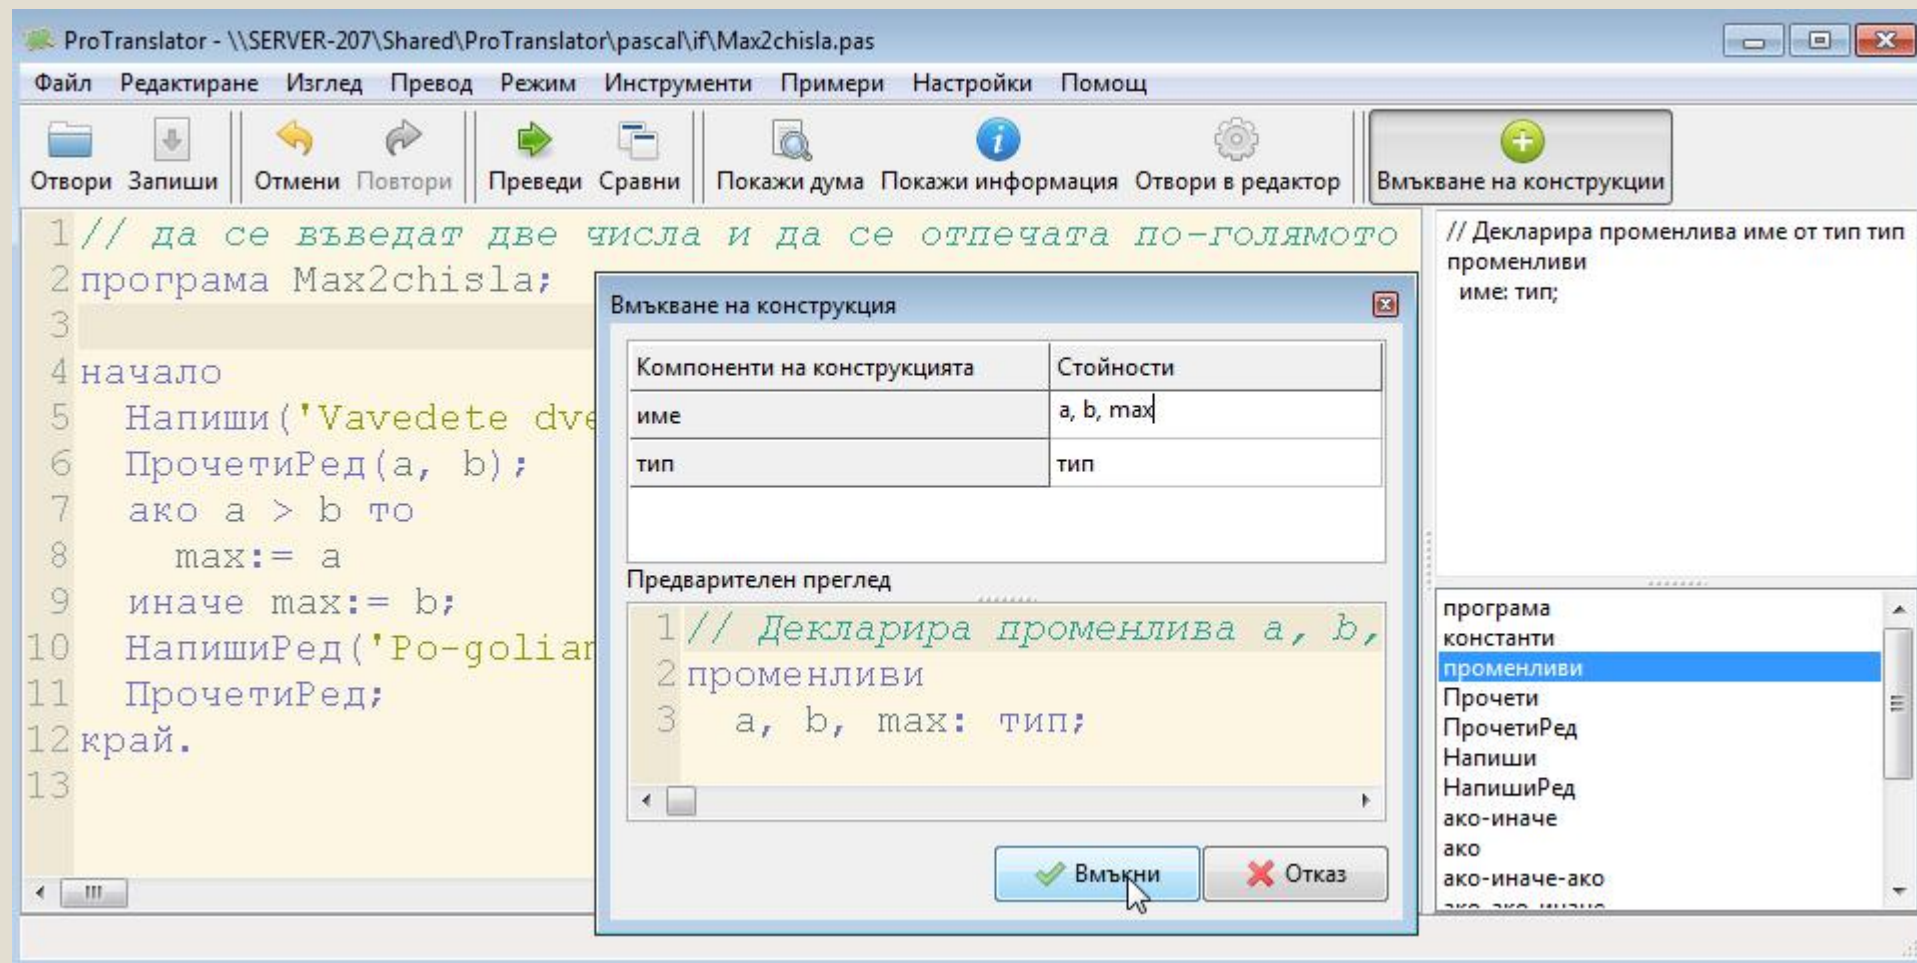 ProTranslator - \\SERVER-207\Shared\ProTranslator\pascal\if\Max2chisla.pas
Файл Редактиране Изглед Превод Режим Инструменти Примери Настройки Помощ
Отвори Запиши Отмени Повтори Преведи Сравни Покажи дума Покажи информация Отвори в редактор Вмъкване на конструкции
1 // да се въведат две числа и да се отпечата по-голямото
2 програма Max2chisla;
3
4 начало
5 Напиши('Vavedete dve
6 ПрочетиРед(a, b);
7 ако a > b то
8 max:= a
9 иначе max:= b;
10 НапишиРед('Po-golia
11 ПрочетиРед;
12 край.
13
Вмъкване на конструкция
Компоненти на конструкцията Стойности
име a, b, max
тип тип
Предварителен преглед
1 // Декларира променлива a, b,
2 променливи
3 a, b, max: тип;
Вмъкни Отказ
// Декларира променлива име от тип тип
променливи
име: тип;
програма
константи
променливи
Прочети
ПрочетиРед
Напиши
НапишиРед
ако-иначе
ако
ако-иначе-ако